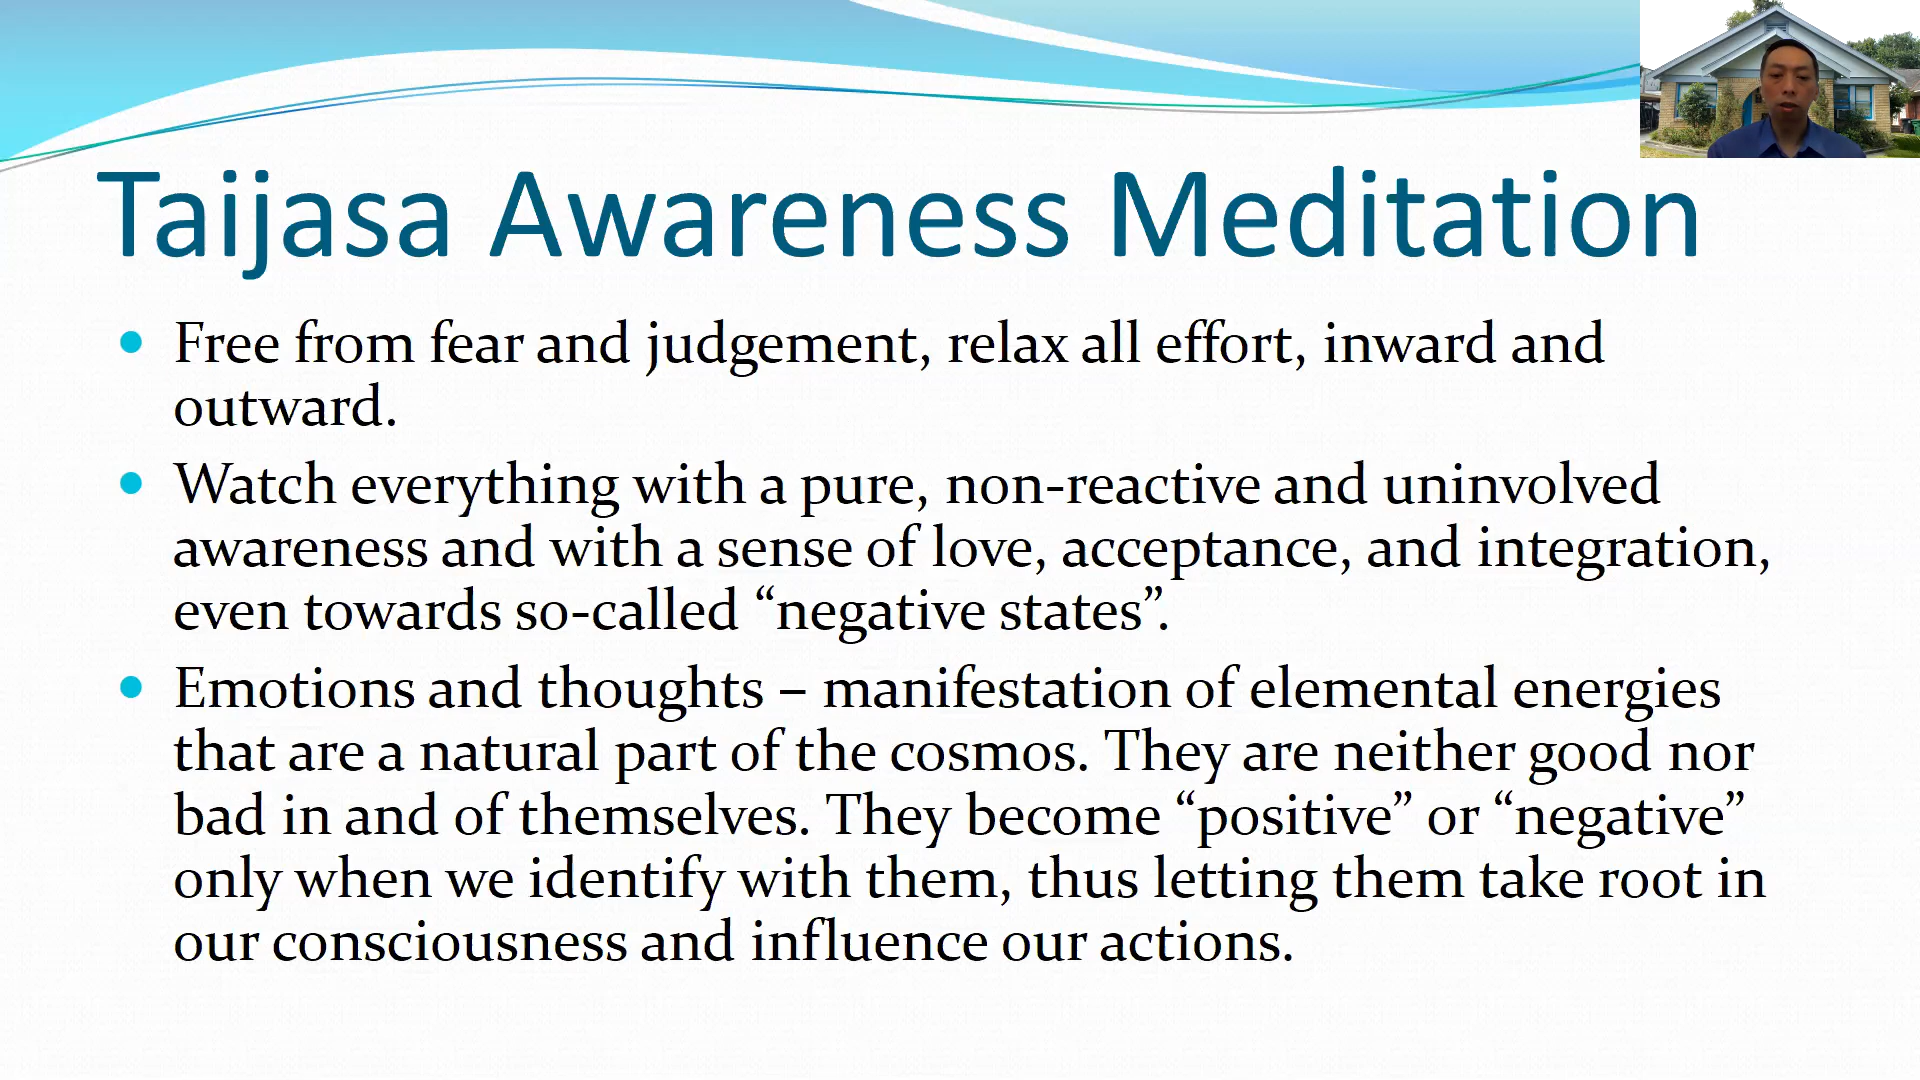 Taijasa Awareness Meditation
• Free from fear and judgement, relax all effort, inward and
outward.
• Watch everything with a pure, non-reactive and uninvolved
awareness and with a sense of love, acceptance, and integration,
even towards so-called “negative states”.
• Emotions and thoughts – manifestation of elemental energies
that are a natural part of the cosmos. They are neither good nor
bad in and of themselves. They become “positive” or “negative”
only when we identify with them, thus letting them take root in
our consciousness and influence our actions.